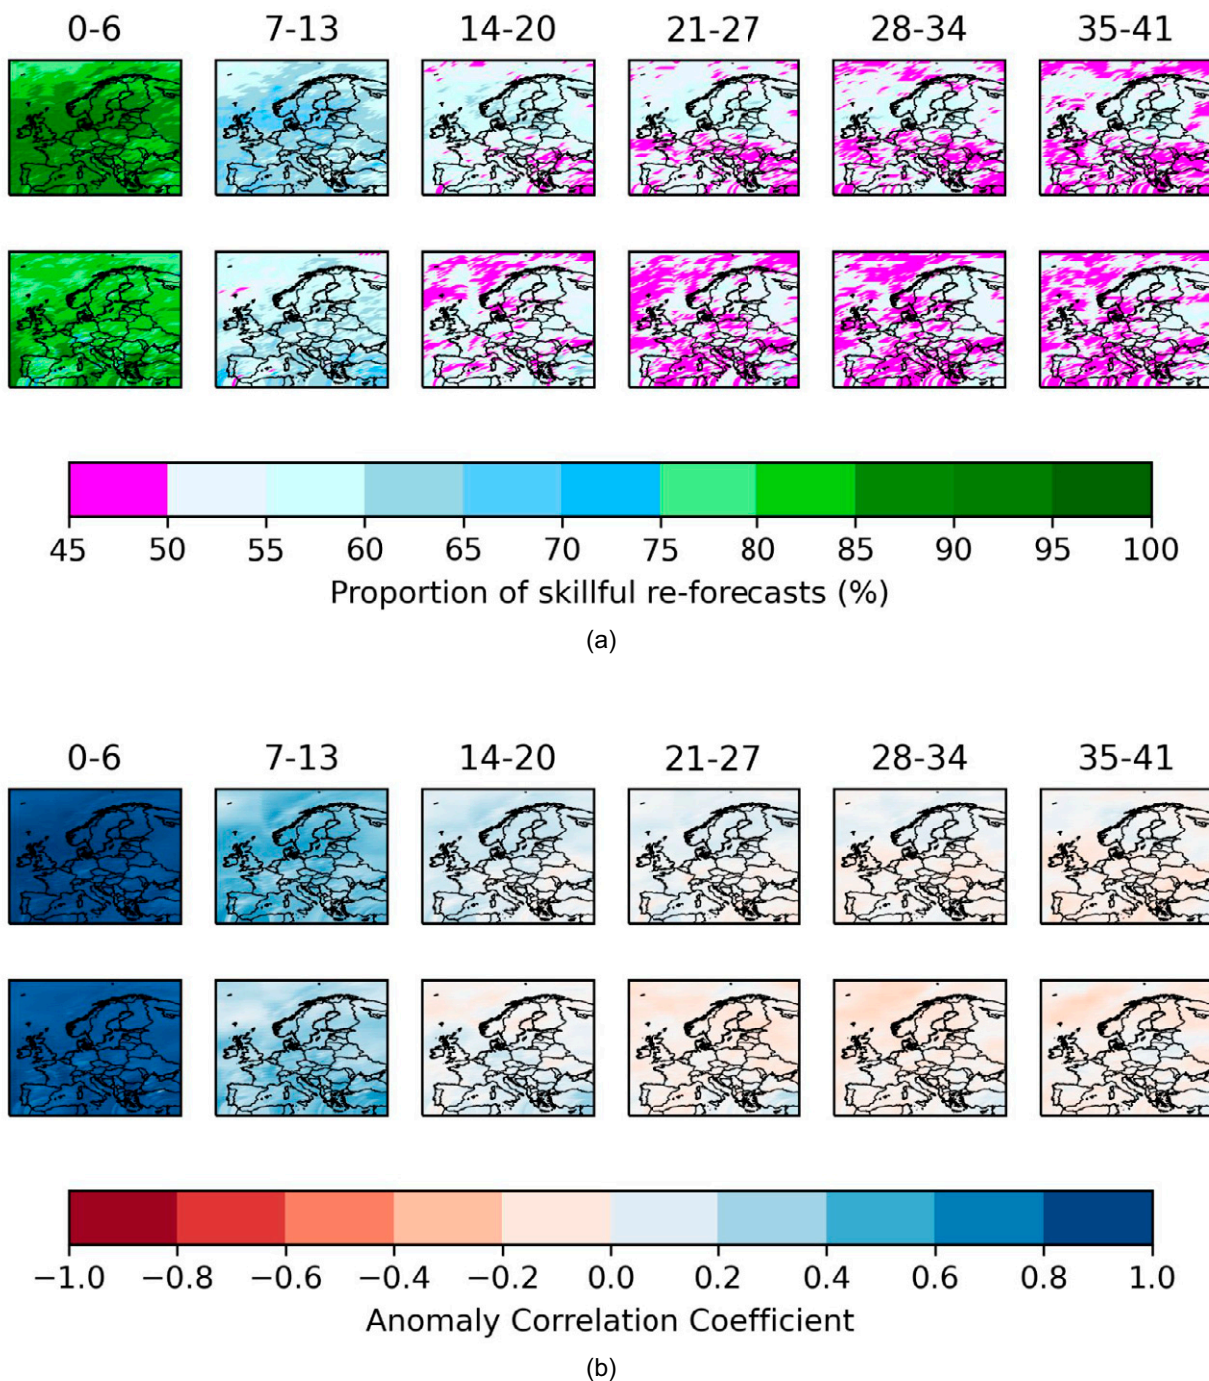 0-6 7-13 14-20 21-27 28-34 35-41
45 50 55 60 65 70 75 80 85 90 95 100
Proportion of skillful re-forecasts (%)
(a)
0-6 7-13 14-20 21-27 28-34 35-41
−1.0 −0.8 −0.6 −0.4 −0.2 0.0 0.2 0.4 0.6 0.8 1.0
Anomaly Correlation Coefficient
(b)